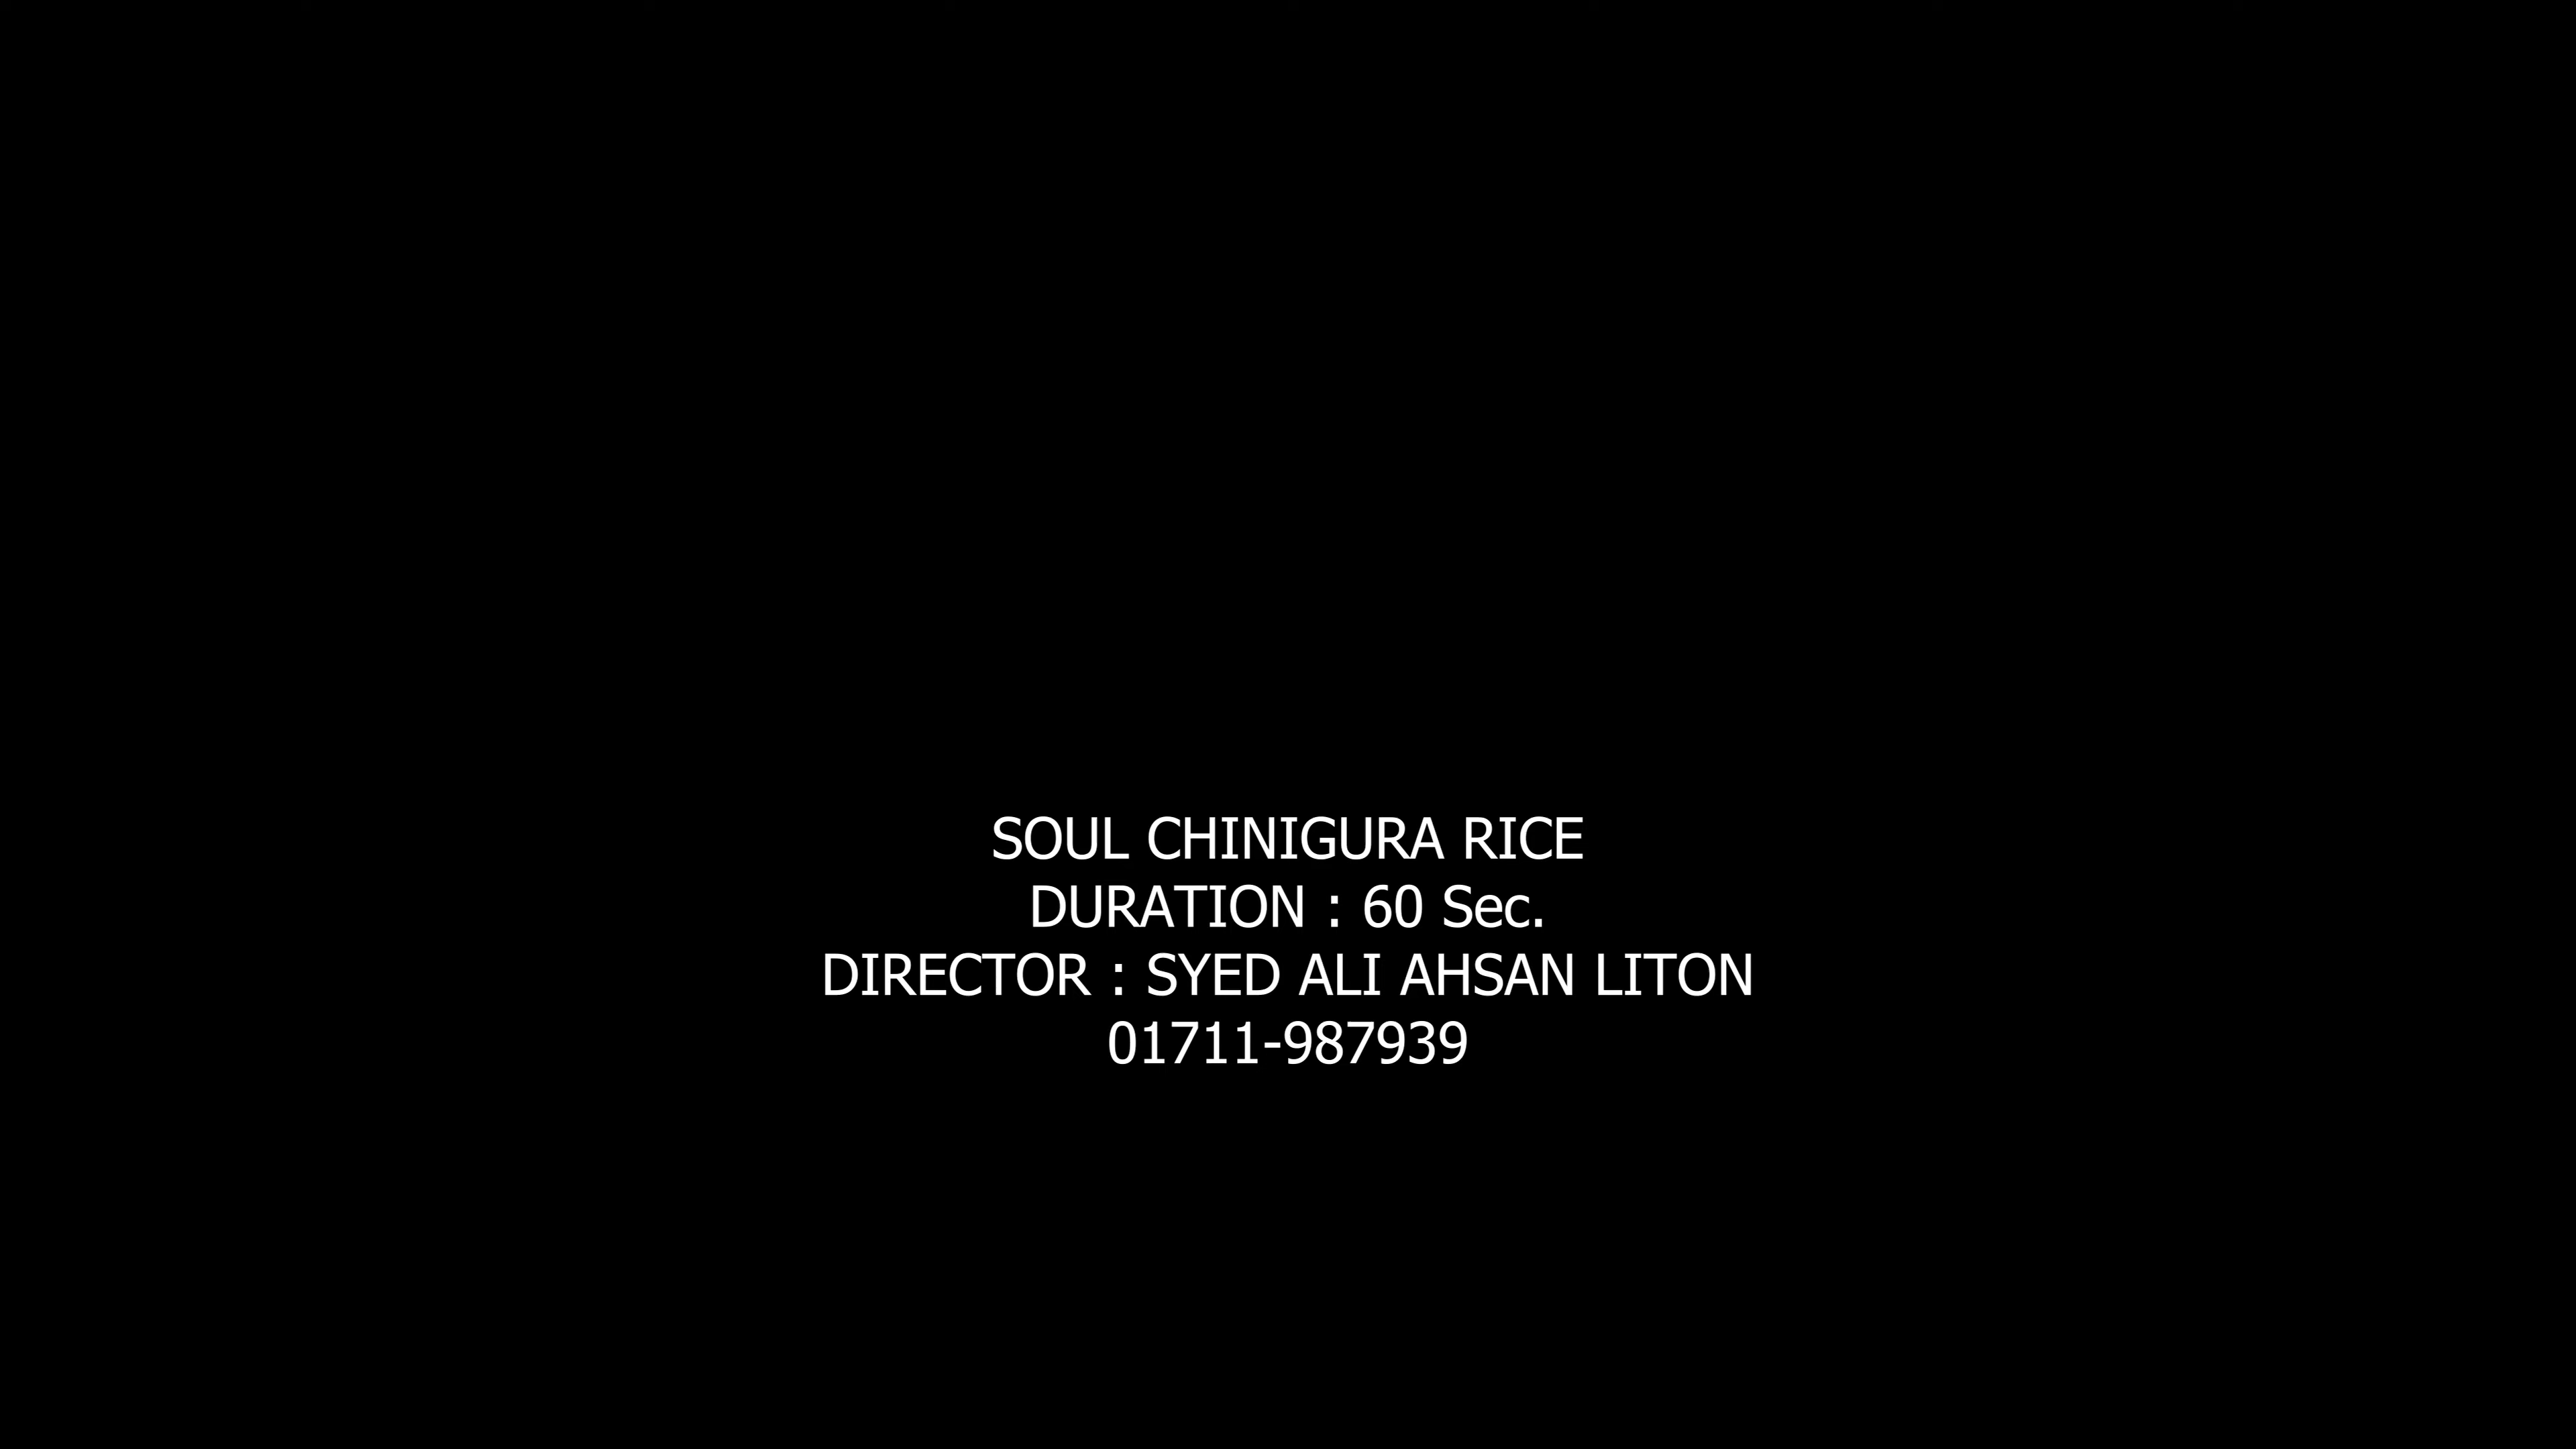 SOUL CHINIGURA RICE
DURATION : 60 Sec.
DIRECTOR : SYED ALI AHSAN LITON
01711-987939